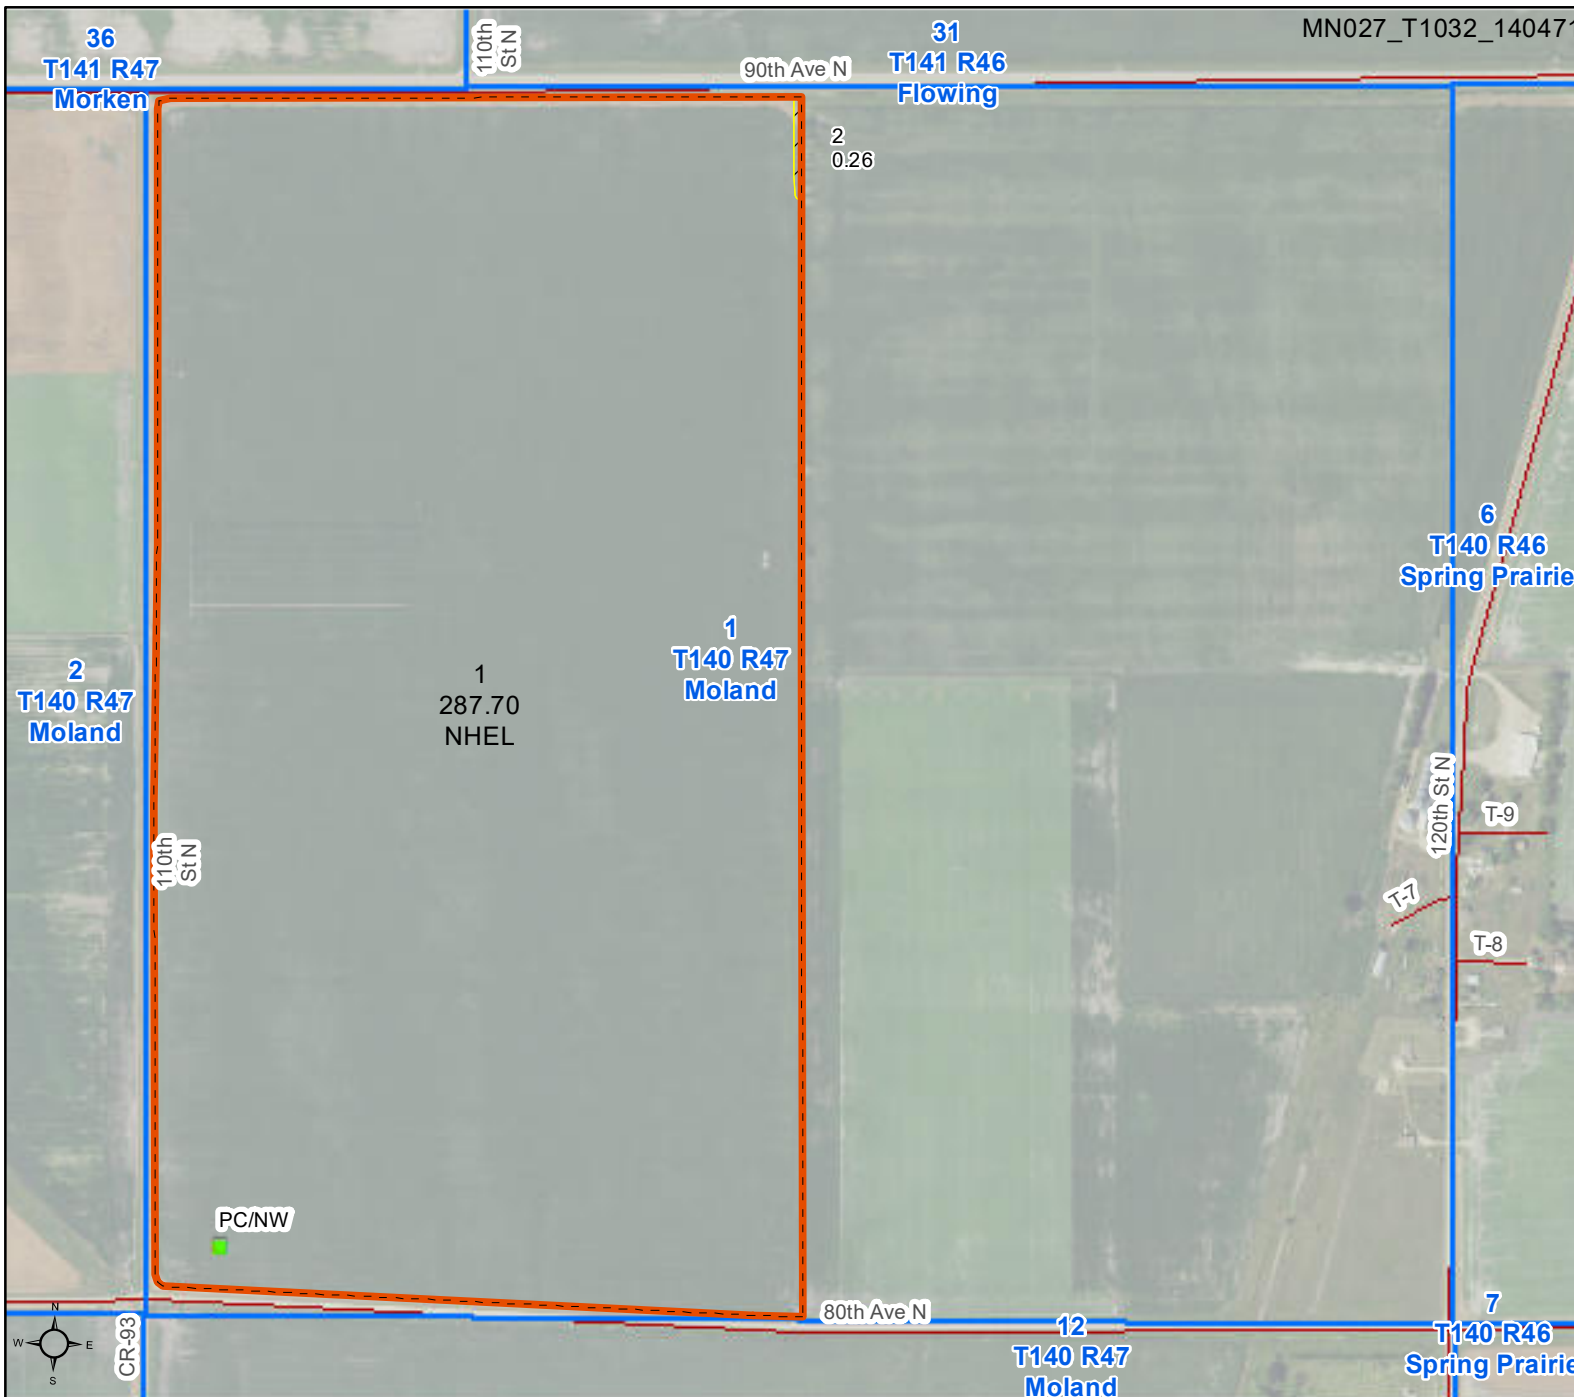 36
T141 R47
Morken
110th
St N
90th Ave N
31
T141 R46
Flowing
MN027_T1032_140471
2
0.26
6
T140 R46
Spring Prairie
1
T140 R47
Moland
2
T140 R47
Moland
1
287.70
NHEL
110th
St N
120th St N
T-9
T-7
T-8
PC/NW
80th Ave N
CR-93
N
W
E
S
12
T140 R47
Moland
7
T140 R46
Spring Prairie